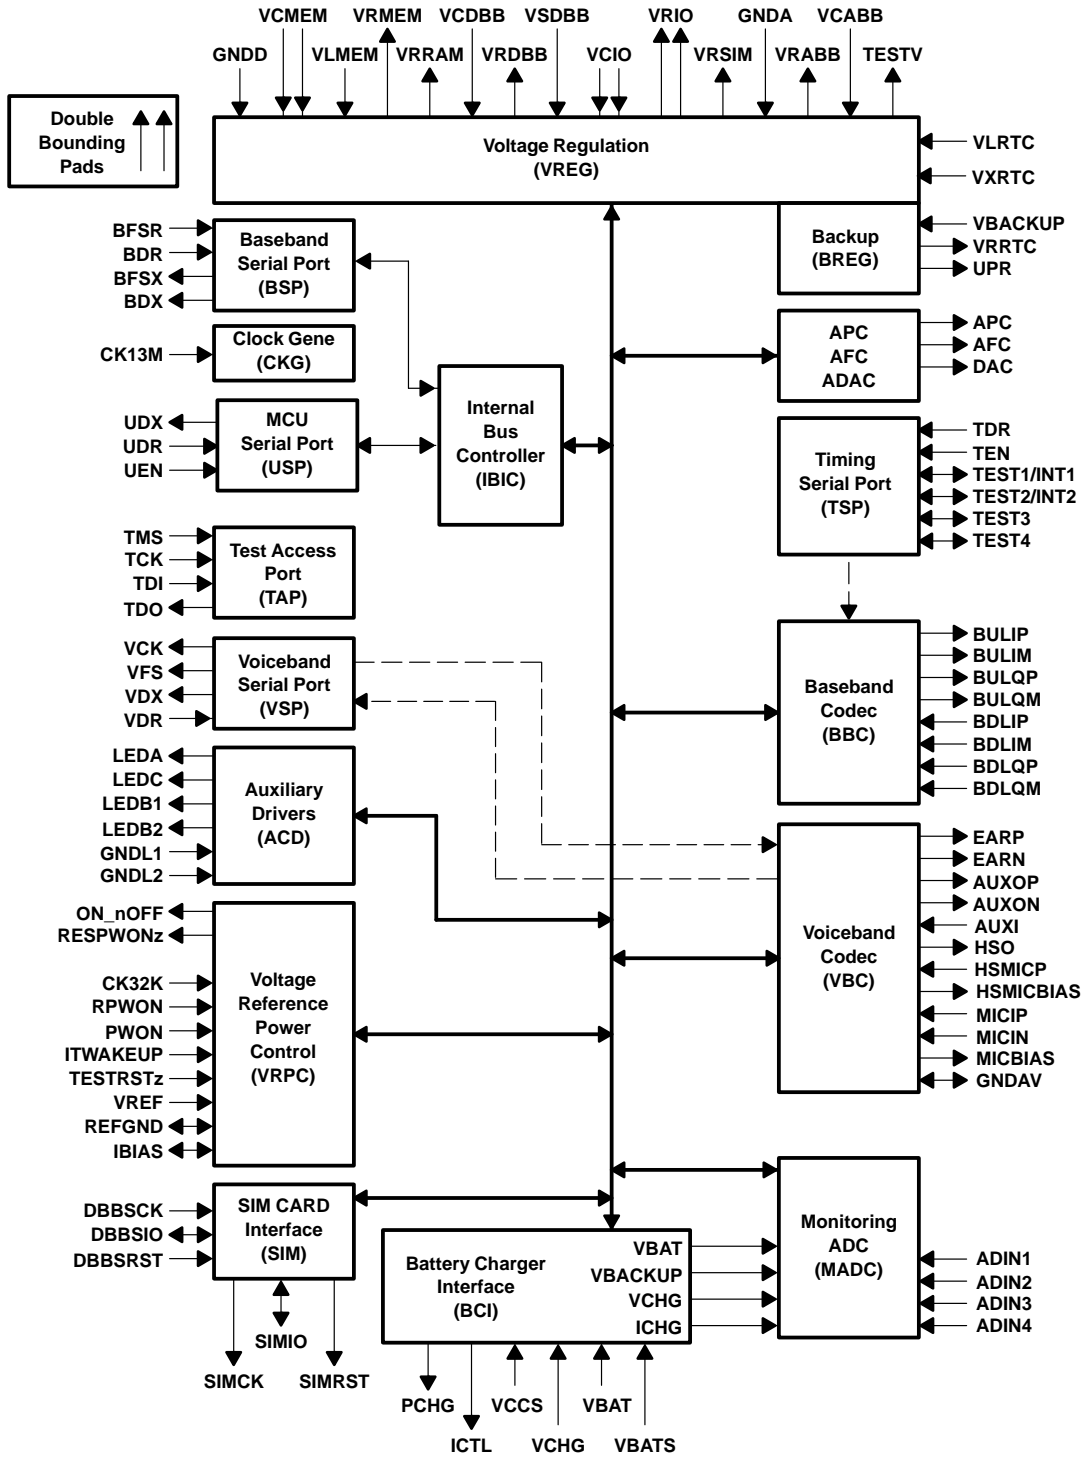 VCMEM VRMEM VCDBB VSDBB VRIO GNDA VCABB
GNDD VLMEM VRRAM VRDBB VCIO VRSIM VRABB TESTV
Double
Bounding
Pads
Voltage Regulation
(VREG)
VLRTC
VXRTC
BFSR
BDR
BFSX
BDX
Baseband
Serial Port
(BSP)
Backup
(BREG)
VBACKUP
VRRTC
UPR
CK13M
Clock Gene
(CKG)
APC
AFC
ADAC
APC
AFC
DAC
UDX
UDR
UEN
MCU
Serial Port
(USP)
Internal
Bus
Controller
(IBIC)
Timing
Serial Port
(TSP)
TDR
TEN
TEST1/INT1
TEST2/INT2
TEST3
TEST4
TMS
TCK
TDI
TDO
Test Access
Port
(TAP)
VCK
VFS
VDX
VDR
Voiceband
Serial Port
(VSP)
Baseband
Codec
(BBC)
BULIP
BULIM
BULQP
BULQM
BDLIP
BDLIM
BDLQP
BDLQM
LEDA
LEDC
LEDB1
LEDB2
GNDL1
GNDL2
Auxiliary
Drivers
(ACD)
Voiceband
Codec
(VBC)
EARP
EARN
AUXOP
AUXON
AUXI
HSO
HSMICP
HSMICBIAS
MICIP
MICIN
MICBIAS
GNDAV
ON_nOFF
RESPWONz
CK32K
RPWON
PWON
ITWAKEUP
TESTRSTz
VREF
REFGND
IBIAS
Voltage
Reference
Power
Control
(VRPC)
DBBSCK
DBBSIO
DBBSRST
SIM CARD
Interface
(SIM)
SIMIO
SIMCK SIMRST
Battery Charger
Interface
(BCI)
VBAT
VBACKUP
VCHG
ICHG
Monitoring
ADC
(MADC)
ADIN1
ADIN2
ADIN3
ADIN4
PCHG VCCS VBAT
ICTL VCHG VBATS